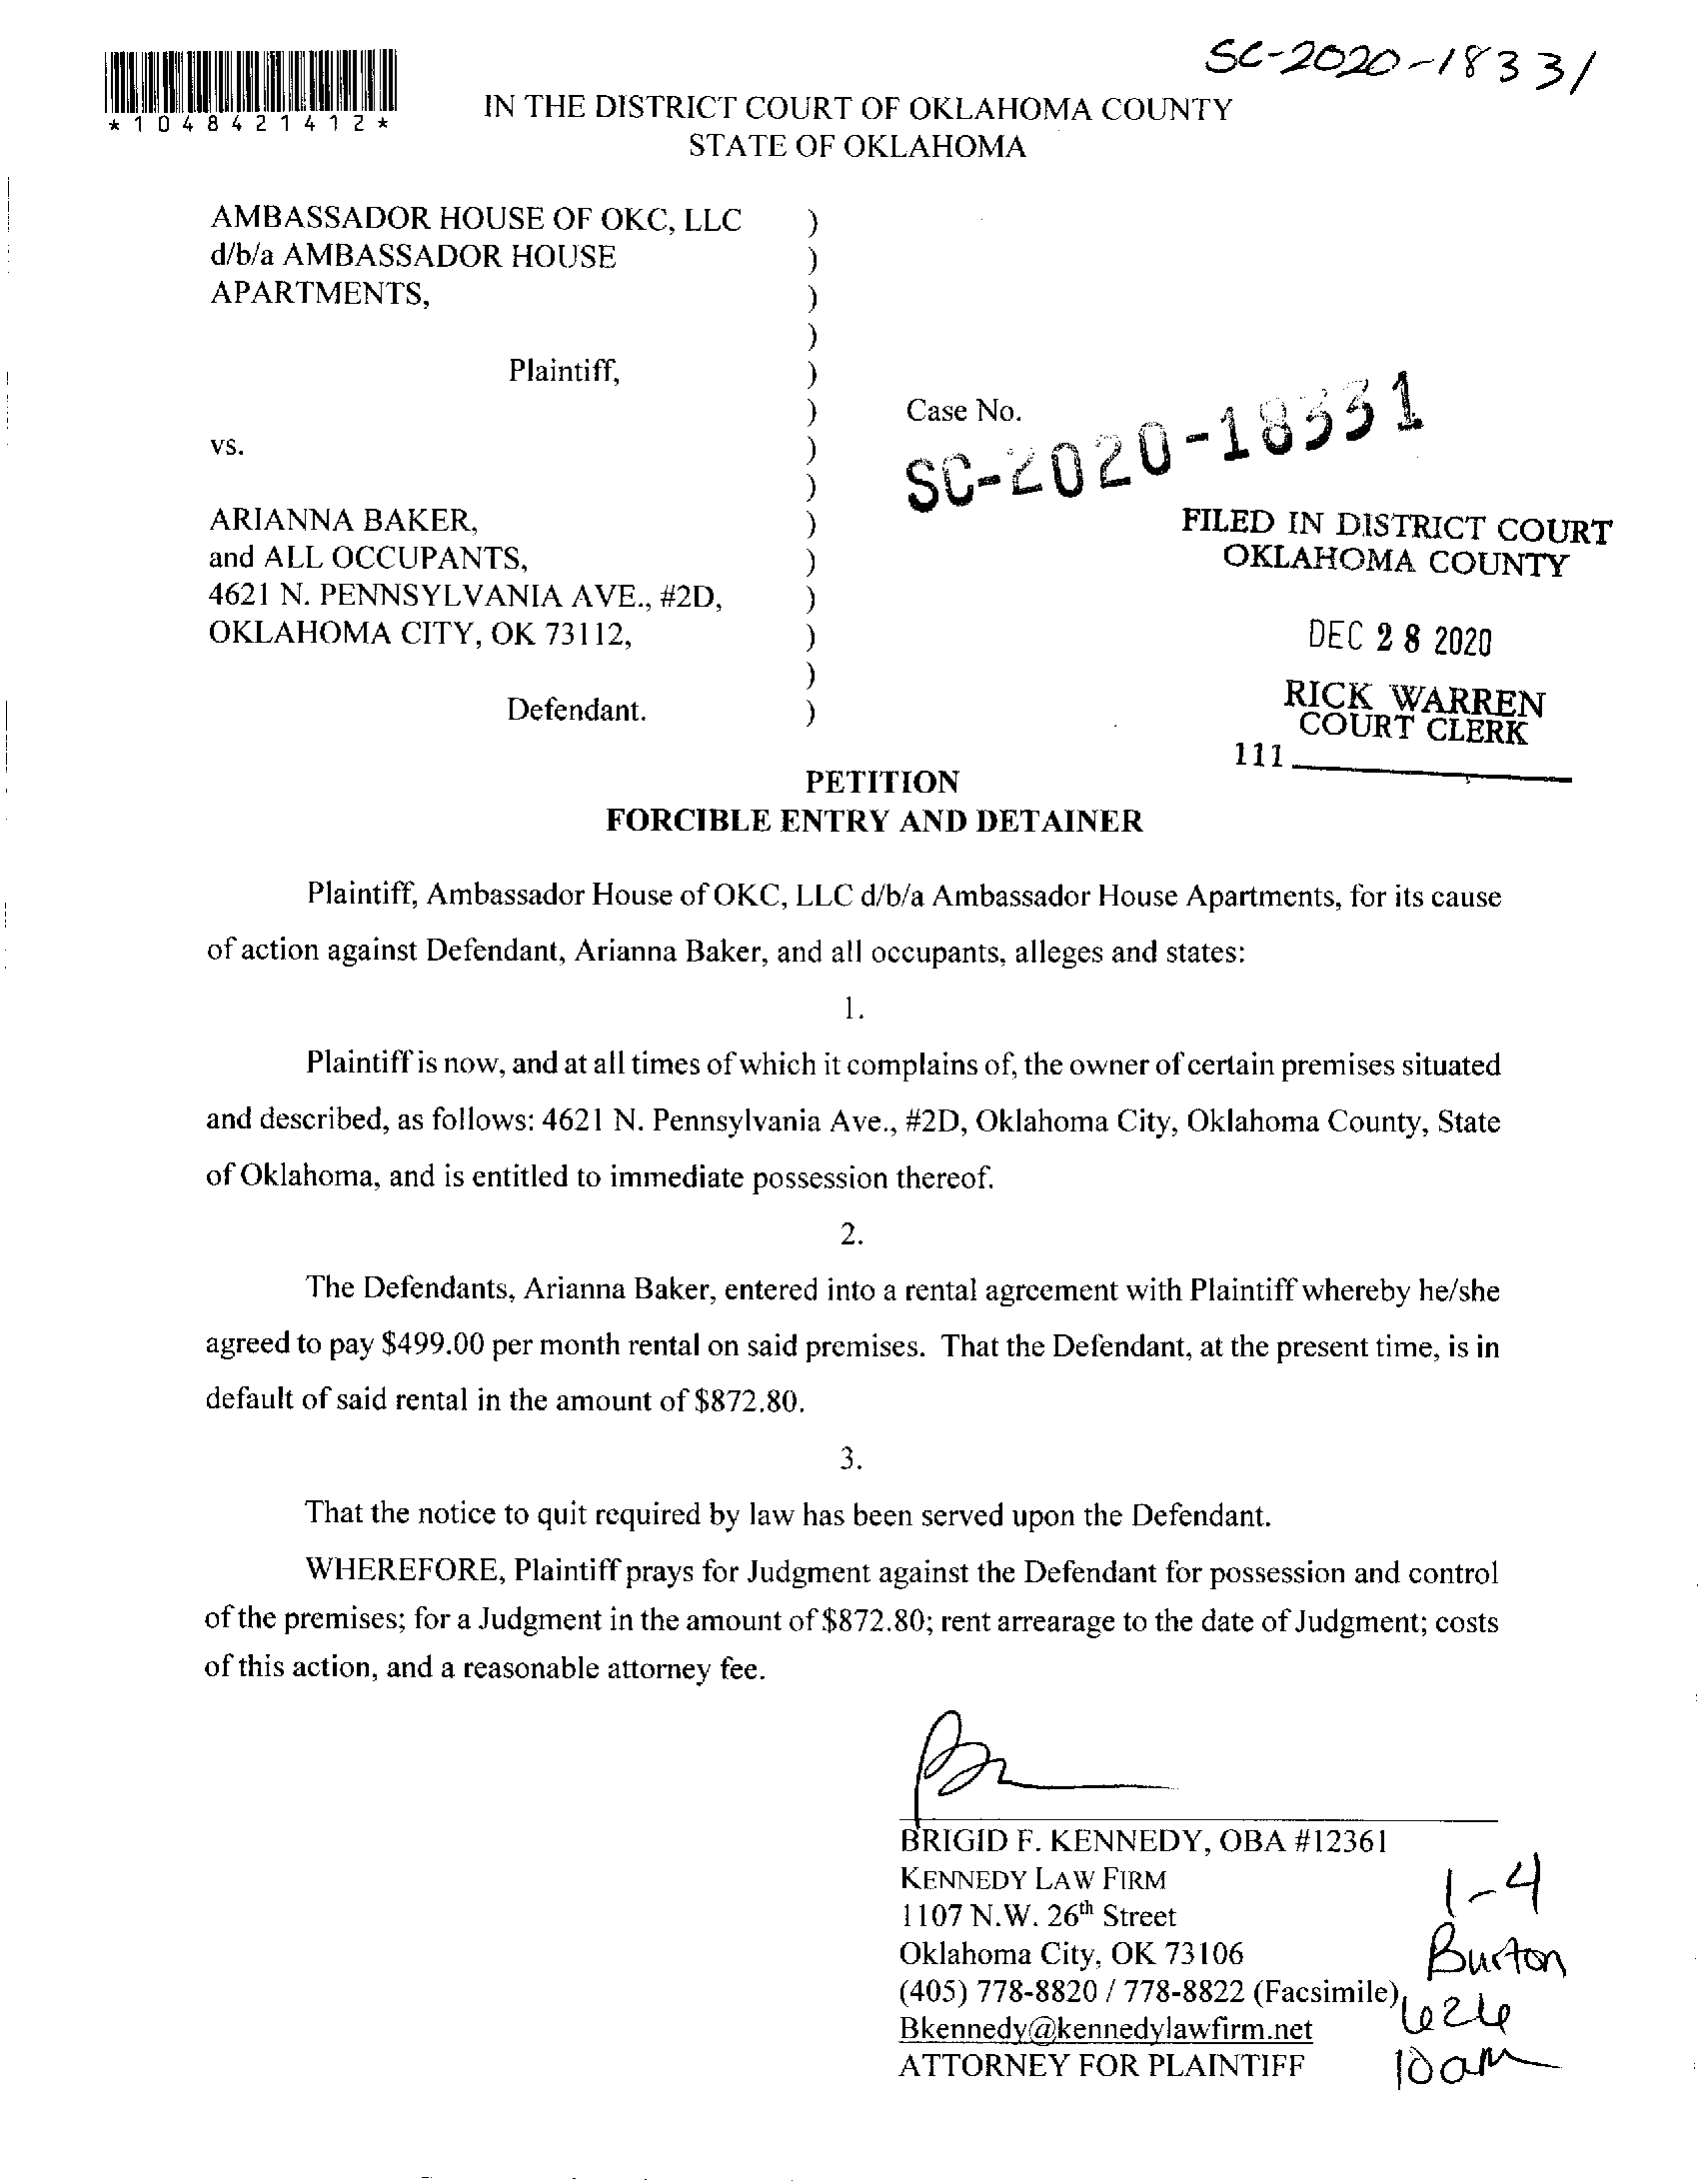 SC-2020-18331
*1048421412*
IN THE DISTRICT COURT OF OKLAHOMA COUNTY
STATE OF OKLAHOMA
AMBASSADOR HOUSE OF OKC, LLC )
d/b/a AMBASSADOR HOUSE )
APARTMENTS, )
)
Plaintiff, )
) Case No.
vs. ) SC-2020-18331
)
ARIANNA BAKER, )
and ALL OCCUPANTS, )
4621 N. PENNSYLVANIA AVE., #2D, )
OKLAHOMA CITY, OK 73112, )
)
Defendant. )
FILED IN DISTRICT COURT
OKLAHOMA COUNTY
DEC 28 2020
RICK WARREN
COURT CLERK
111
PETITION
FORCIBLE ENTRY AND DETAINER
Plaintiff, Ambassador House of OKC, LLC d/b/a Ambassador House Apartments, for its cause
of action against Defendant, Arianna Baker, and all occupants, alleges and states:
1.
Plaintiff is now, and at all times of which it complains of, the owner of certain premises situated
and described, as follows: 4621 N. Pennsylvania Ave., #2D, Oklahoma City, Oklahoma County, State
of Oklahoma, and is entitled to immediate possession thereof.
2.
The Defendants, Arianna Baker, entered into a rental agreement with Plaintiff whereby he/she
agreed to pay $499.00 per month rental on said premises. That the Defendant, at the present time, is in
default of said rental in the amount of $872.80.
3.
That the notice to quit required by law has been served upon the Defendant.
WHEREFORE, Plaintiff prays for Judgment against the Defendant for possession and control
of the premises; for a Judgment in the amount of $872.80; rent arrearage to the date of Judgment; costs
of this action, and a reasonable attorney fee.
BRIGID F. KENNEDY, OBA #12361
KENNEDY LAW FIRM
1107 N.W. 26th Street
Oklahoma City, OK 73106
(405) 778-8820 / 778-8822 (Facsimile)
Bkennedy@kennedylawfirm.net
ATTORNEY FOR PLAINTIFF
1-4
Burton
626
10am